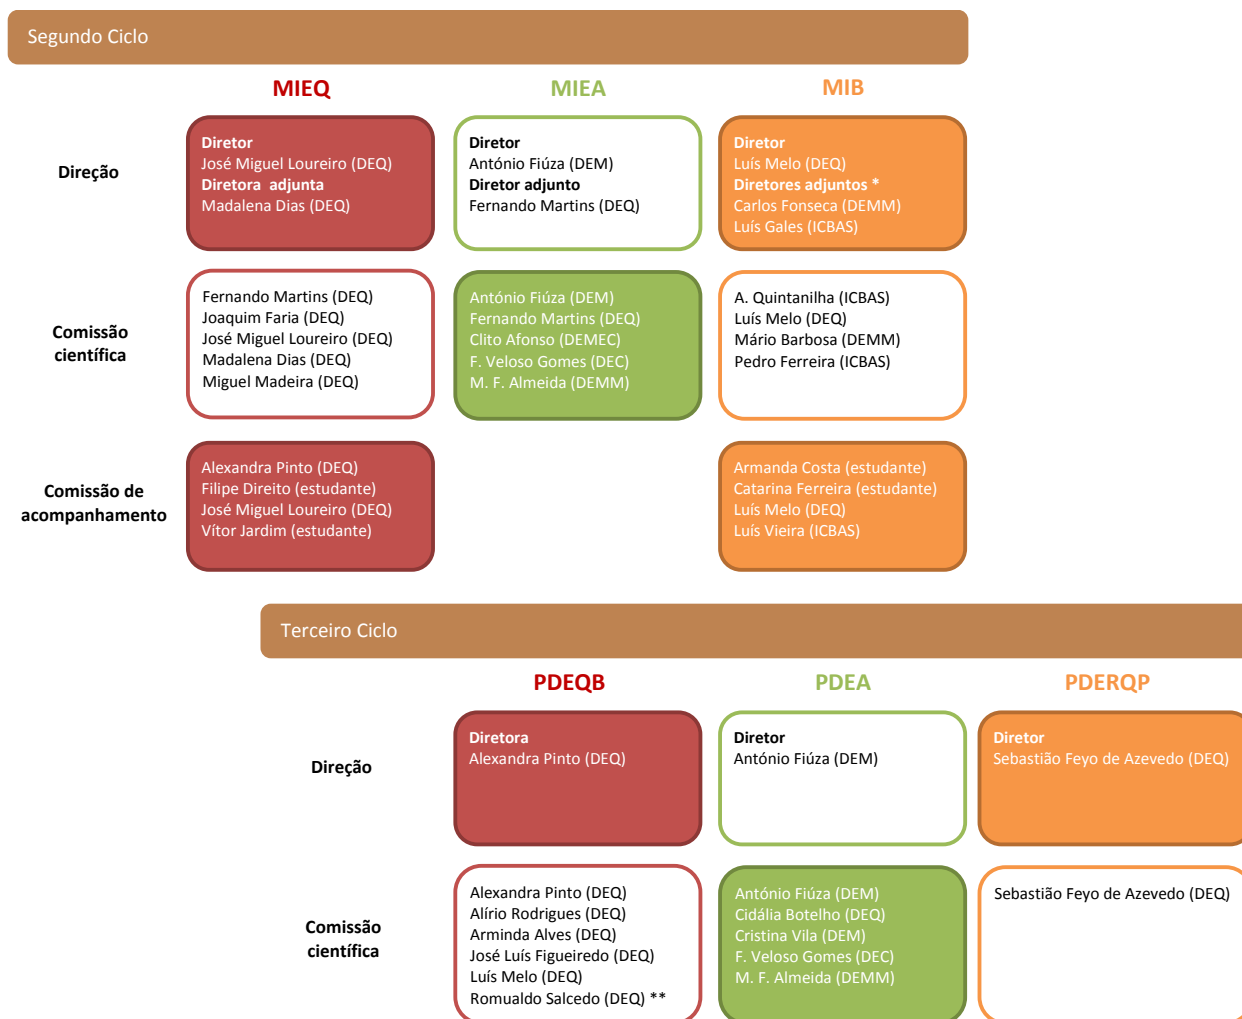 Segundo Ciclo
MIEQ
MIEA
MIB
Direção
Diretor
José Miguel Loureiro (DEQ)
Diretora adjunta
Madalena Dias (DEQ)
Diretor
António Fiúza (DEM)
Diretor adjunto
Fernando Martins (DEQ)
Diretor
Luís Melo (DEQ)
Diretores adjuntos *
Carlos Fonseca (DEMM)
Luís Gales (ICBAS)
Comissão
científica
Fernando Martins (DEQ)
Joaquim Faria (DEQ)
José Miguel Loureiro (DEQ)
Madalena Dias (DEQ)
Miguel Madeira (DEQ)
António Fiúza (DEM)
Fernando Martins (DEQ)
Clito Afonso (DEMEC)
F. Veloso Gomes (DEC)
M. F. Almeida (DEMM)
A. Quintanilha (ICBAS)
Luís Melo (DEQ)
Mário Barbosa (DEMM)
Pedro Ferreira (ICBAS)
Comissão de
acompanhamento
Alexandra Pinto (DEQ)
Filipe Direito (estudante)
José Miguel Loureiro (DEQ)
Vítor Jardim (estudante)
Armanda Costa (estudante)
Catarina Ferreira (estudante)
Luís Melo (DEQ)
Luís Vieira (ICBAS)
Terceiro Ciclo
PDEQB
PDEA
PDERQP
Direção
Diretora
Alexandra Pinto (DEQ)
Diretor
António Fiúza (DEM)
Diretor
Sebastião Feyo de Azevedo (DEQ)
Comissão
científica
Alexandra Pinto (DEQ)
Alírio Rodrigues (DEQ)
Arminda Alves (DEQ)
José Luís Figueiredo (DEQ)
Luís Melo (DEQ)
Romualdo Salcedo (DEQ) **
António Fiúza (DEM)
Cidália Botelho (DEQ)
Cristina Vila (DEM)
F. Veloso Gomes (DEC)
M. F. Almeida (DEMM)
Sebastião Feyo de Azevedo (DEQ)